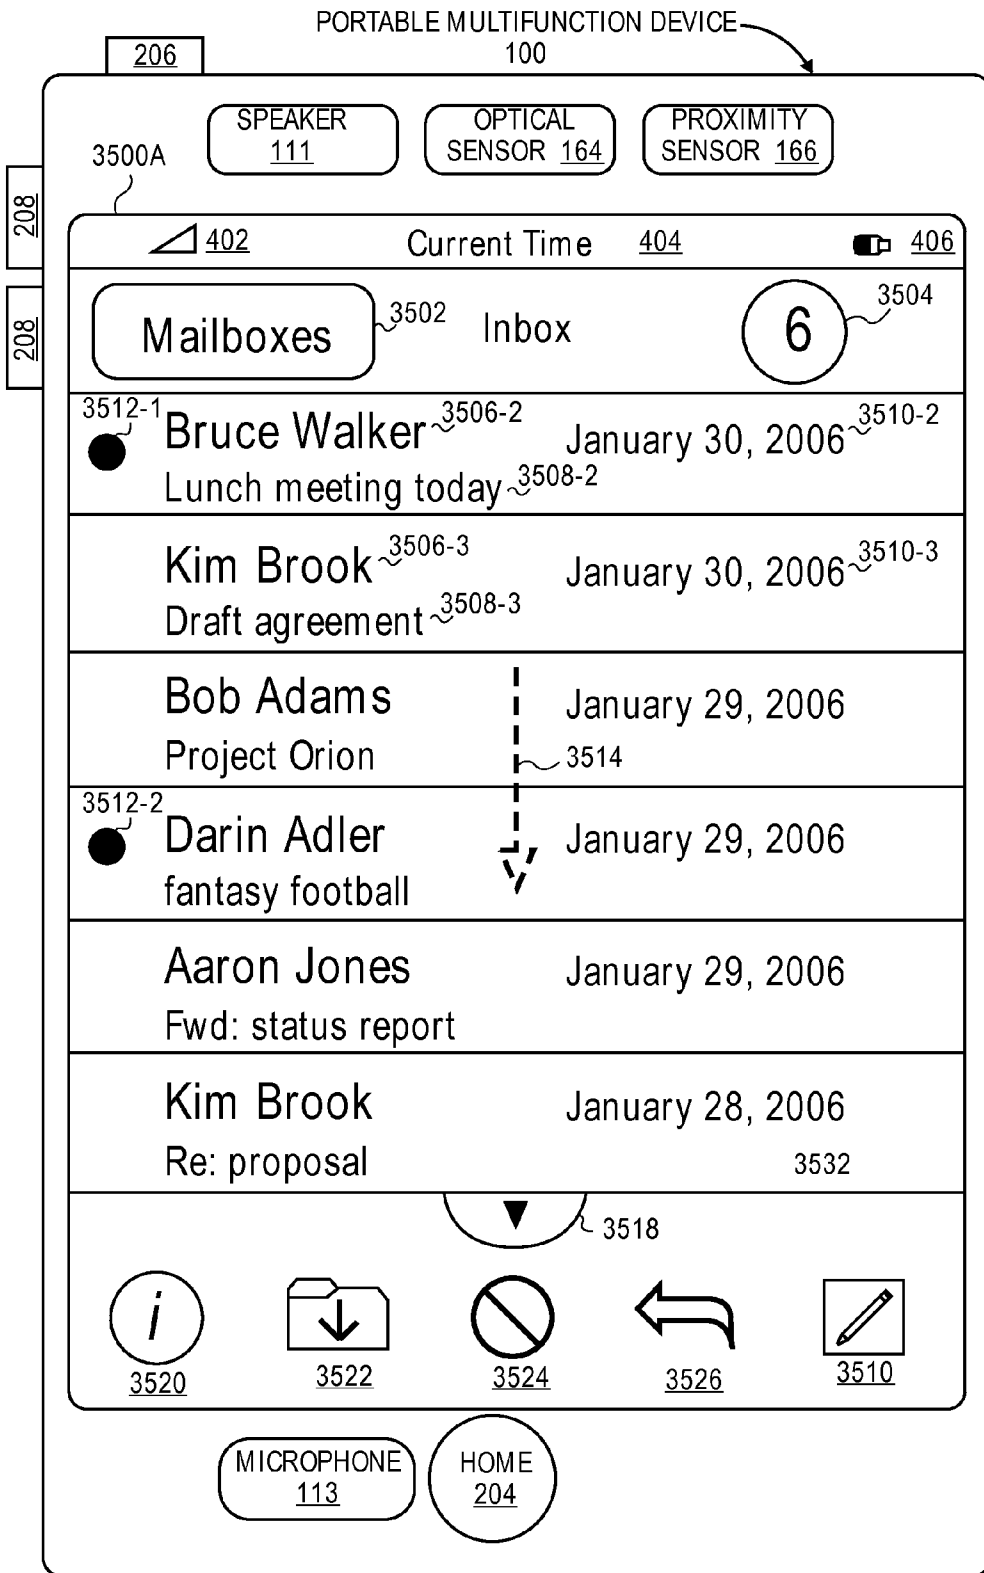 PORTABLE MULTIFUNCTION DEVICE
100
206
SPEAKER
111
OPTICAL
SENSOR 164
PROXIMITY
SENSOR 166
3500A
208
208
402
Current Time 404
406
Mailboxes
3502
Inbox
6
3504
3512-1
Bruce Walker 3506-2
January 30, 2006 3510-2
Lunch meeting today 3508-2
Kim Brook 3506-3
January 30, 2006 3510-3
Draft agreement 3508-3
Bob Adams
January 29, 2006
Project Orion
3514
3512-2
Darin Adler
January 29, 2006
fantasy football
Aaron Jones
January 29, 2006
Fwd: status report
Kim Brook
January 28, 2006
Re: proposal
3532
3518
i
3520
3522
3524
3526
3510
MICROPHONE
113
HOME
204